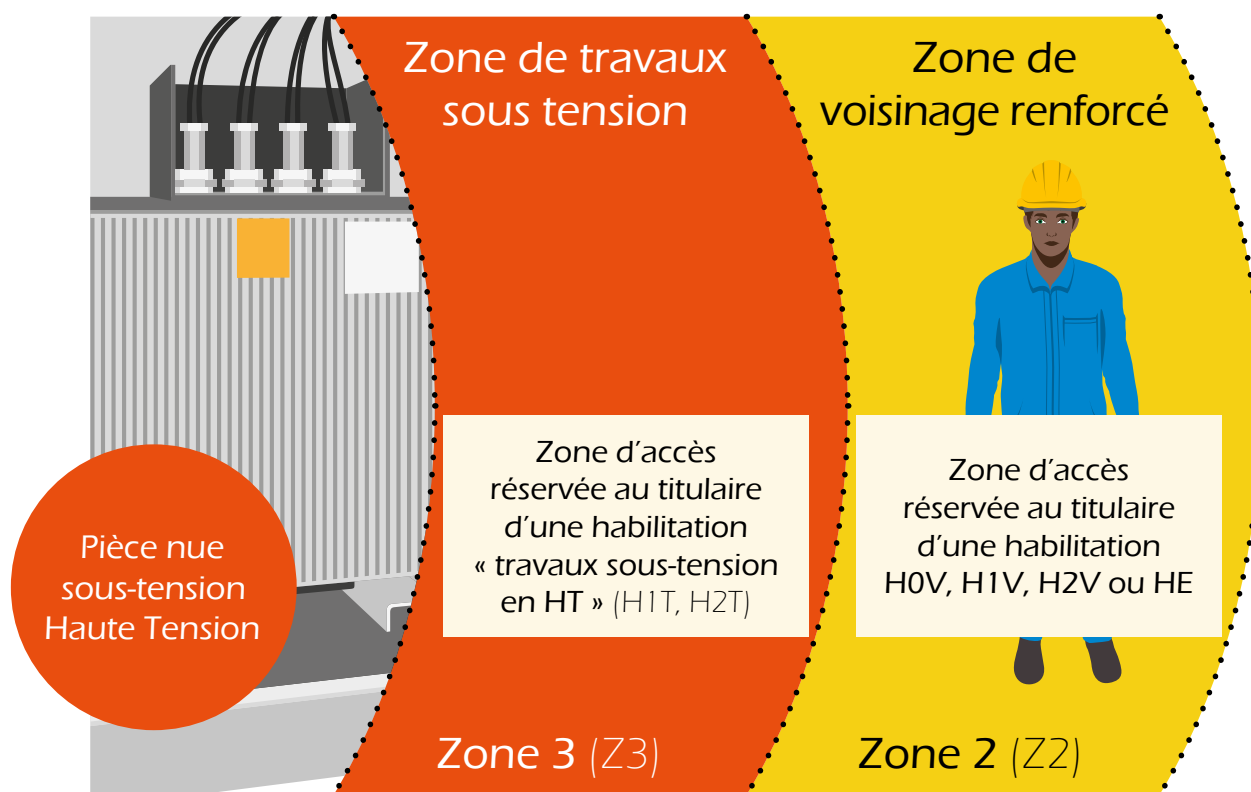 Zone de travaux
sous tension
Zone de
voisinage renforcé
Zone d'accès
réservée au titulaire
d'une habilitation
« travaux sous-tension
en HT » (H1T, H2T)
Zone d'accès
réservée au titulaire
d'une habilitation
H0V, H1V, H2V ou HE
Pièce nue
sous-tension
Haute Tension
Zone 3 (Z3)
Zone 2 (Z2)